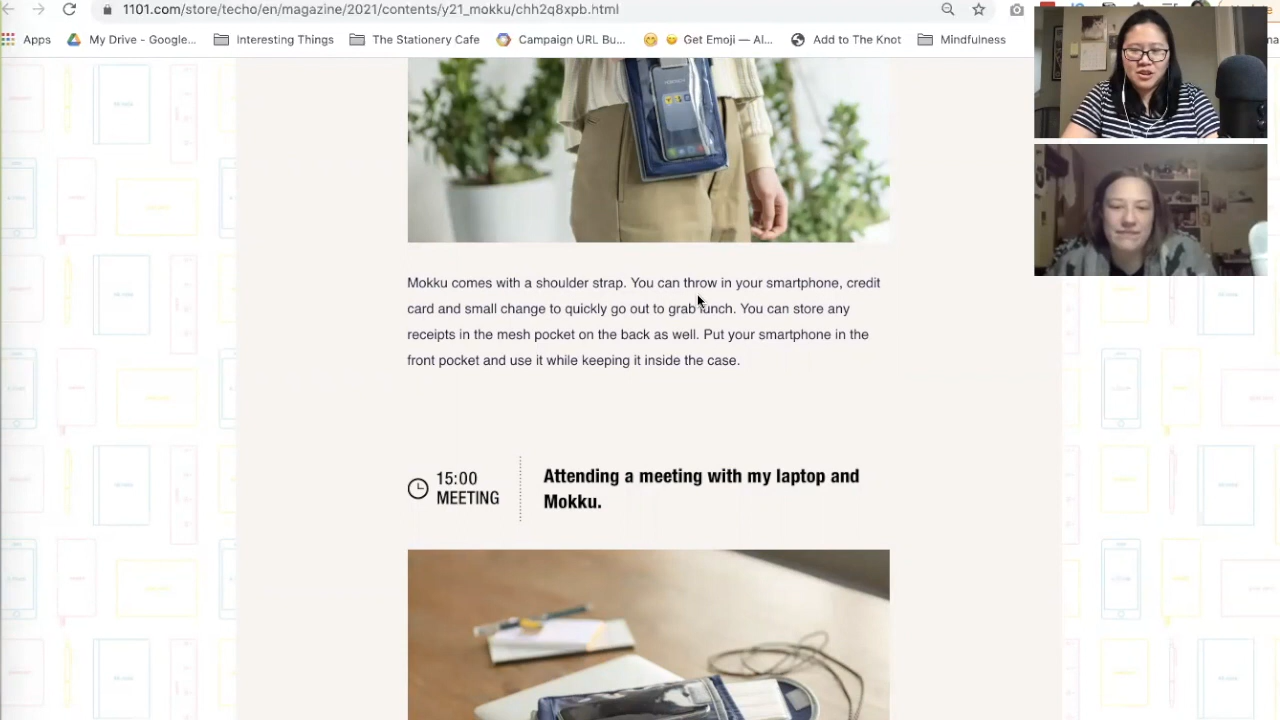 1101.com/store/techo/en/magazine/2021/contents/y21_mokku/chh2q8xpb.html
Apps
My Drive - Google...
Interesting Things
The Stationery Cafe
Campaign URL Bu...
Get Emoji — Al...
Add to The Knot
Mindfulness
Mokku comes with a shoulder strap. You can throw in your smartphone, credit
card and small change to quickly go out to grab lunch. You can store any
receipts in the mesh pocket on the back as well. Put your smartphone in the
front pocket and use it while keeping it inside the case.
15:00
MEETING
Attending a meeting with my laptop and
Mokku.